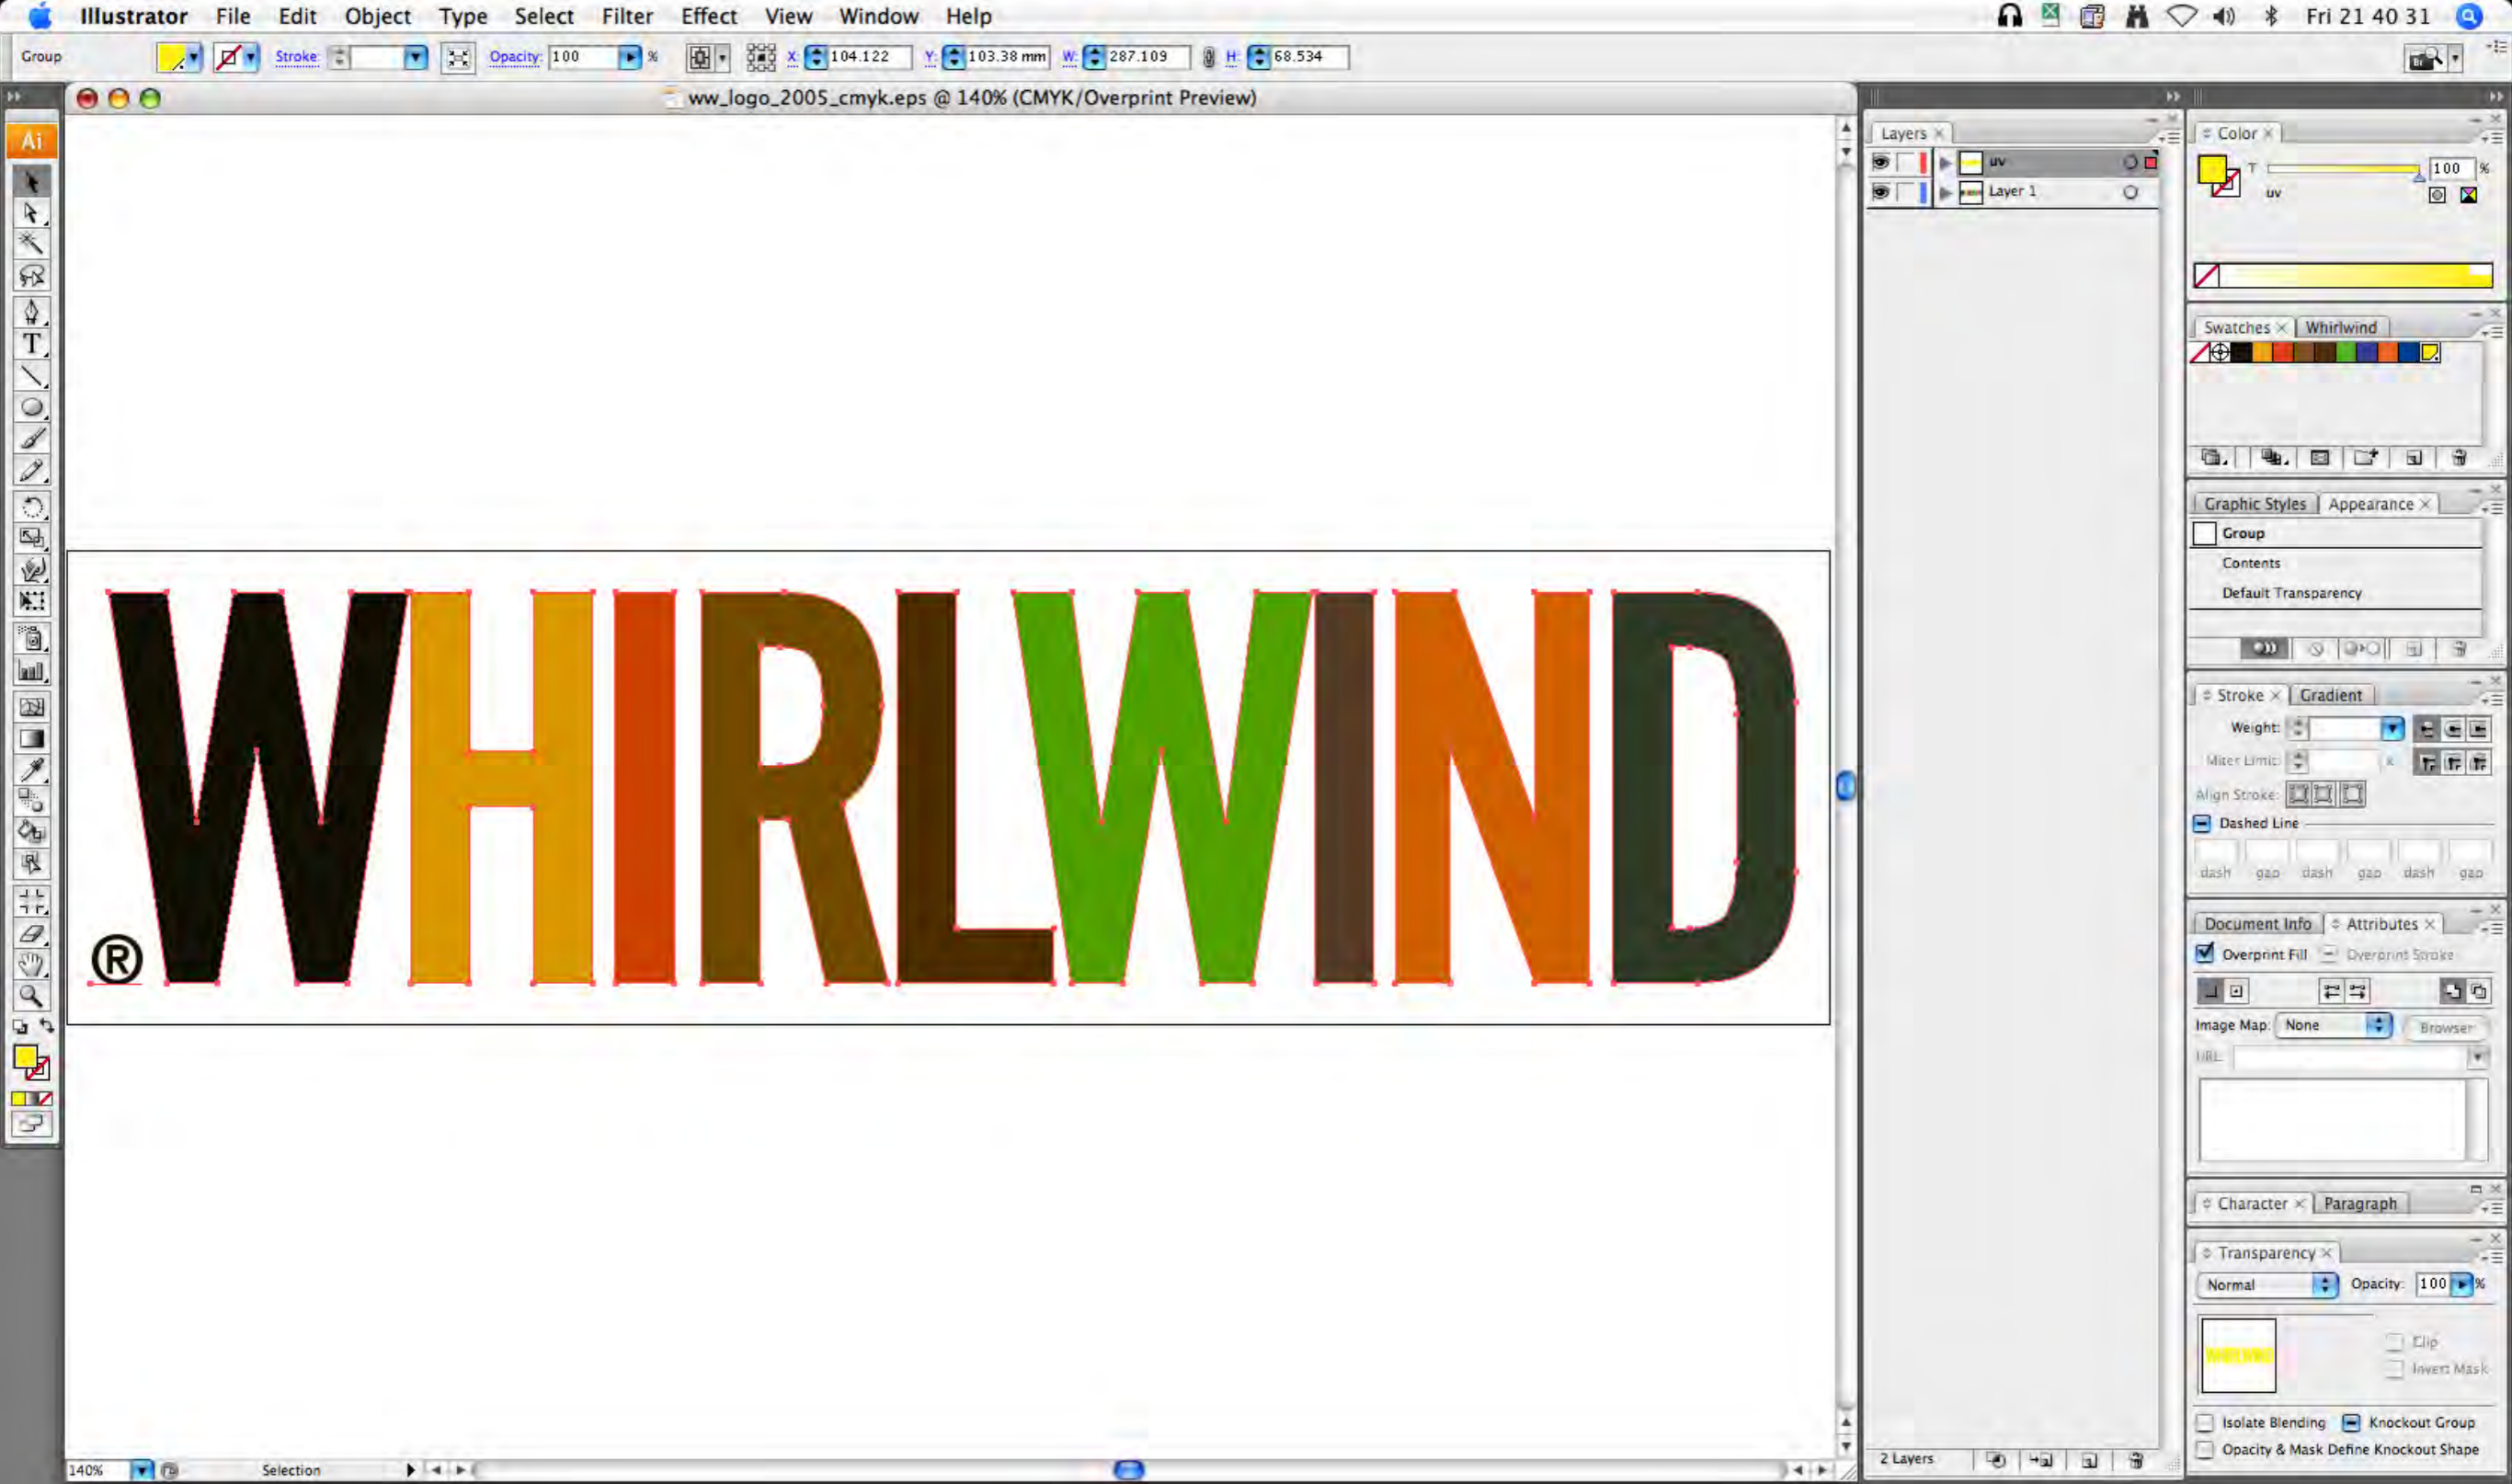 Illustrator File Edit Object Type Select Filter Effect View Window Help
Fri 21 40 31
Group
Stroke:
Opacity: 100 %
X: 104.122
Y: 103.38 mm
W: 287.109
H: 68.534
Br
ww_logo_2005_cmyk.eps @ 140% (CMYK/Overprint Preview)
Ai
T
WHIRLWIND
®
140%
Selection
Layers
uv
Layer 1
2 Layers
Color
T 100 %
uv
Swatches Whirlwind
Graphic Styles Appearance
Group
Contents
Default Transparency
Stroke Gradient
Weight:
Miter Limit: x
Align Stroke:
Dashed Line
dash gap dash gap dash gap
Document Info Attributes
Overprint Fill Overprint Stroke
Image Map: None Browser
URL:
Character Paragraph
Transparency
Normal Opacity: 100 %
WHIRLWIND
Clip
Invert Mask
Isolate Blending Knockout Group
Opacity & Mask Define Knockout Shape